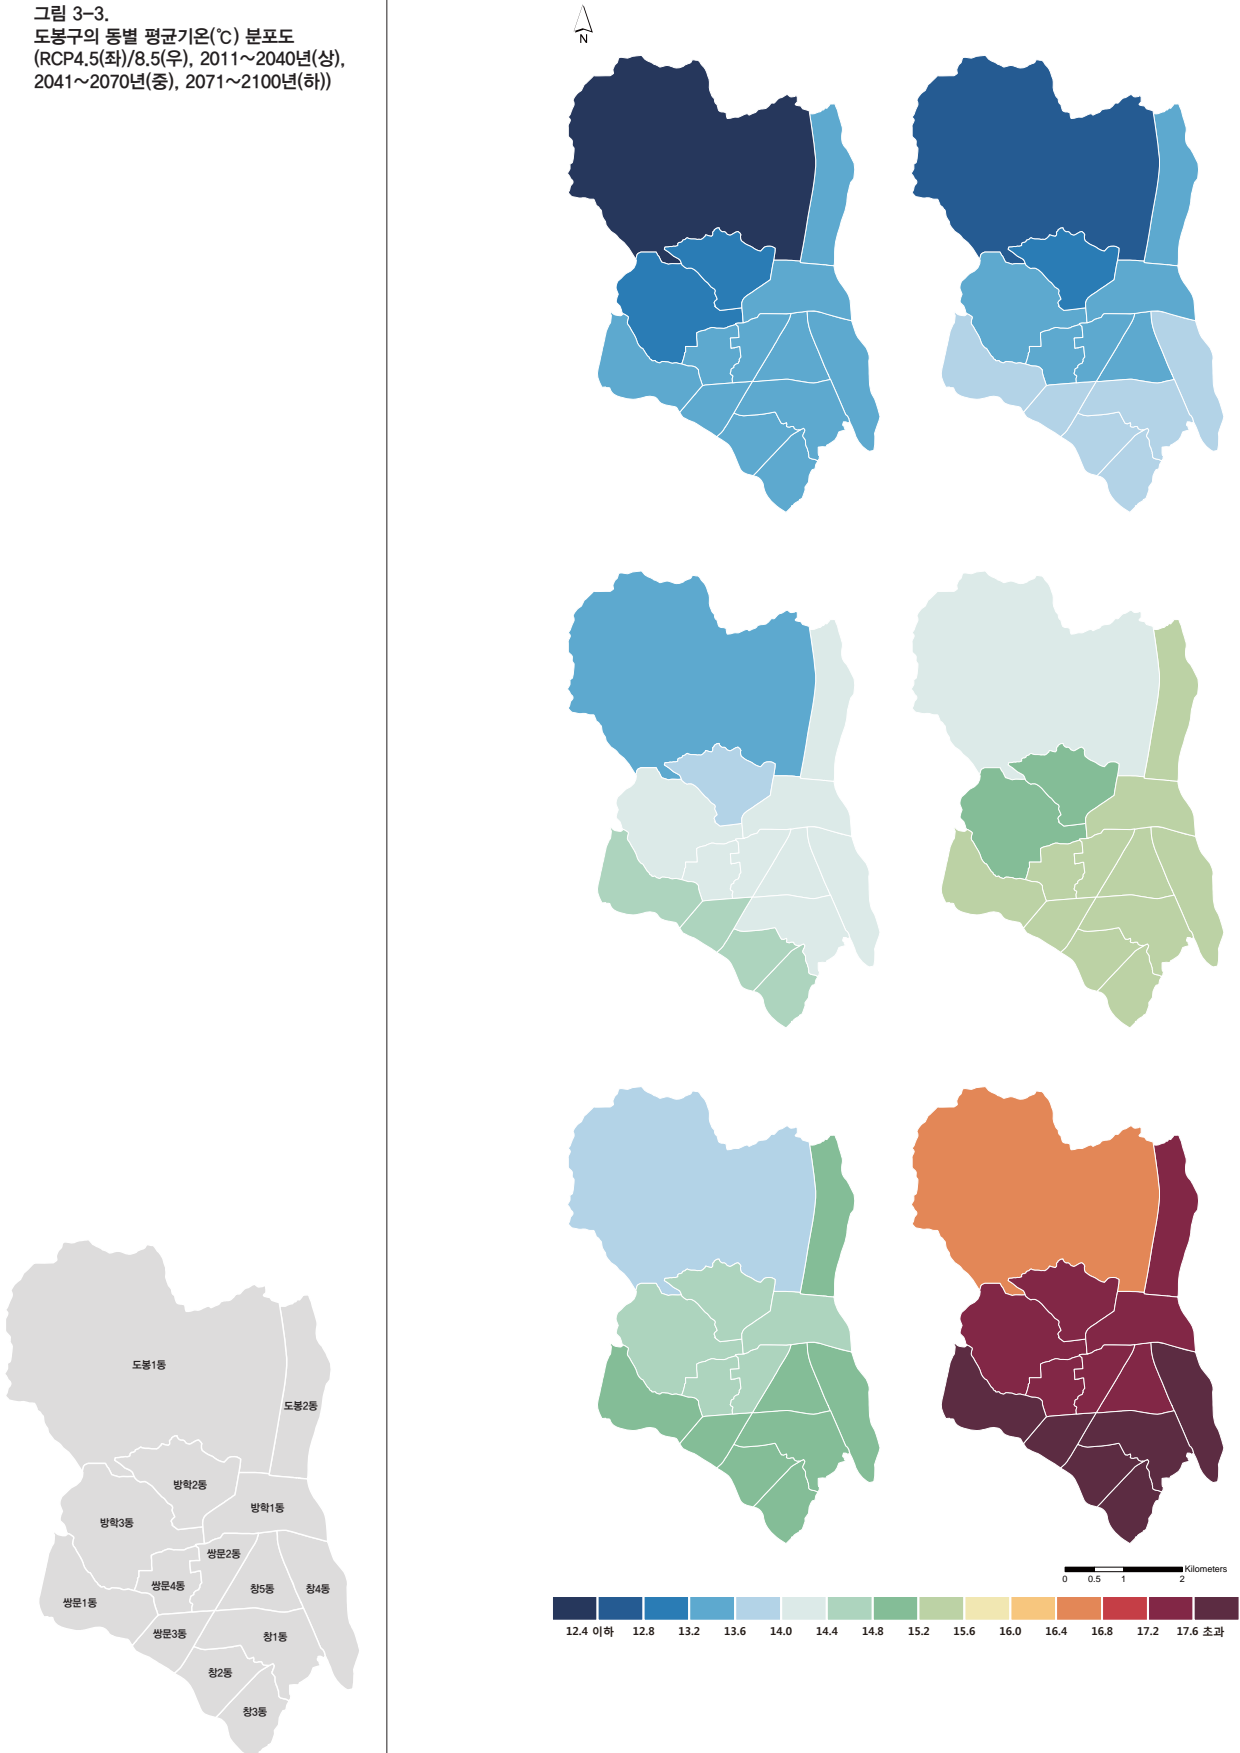 그림 3-3.
도봉구의 동별 평균기온(℃) 분포도
(RCP4.5(좌)/8.5(우), 2011~2040년(상),
2041~2070년(중), 2071~2100년(하))
N
도봉1동
도봉2동
방학2동
방학1동
방학3동
쌍문2동
쌍문4동
창5동
창4동
쌍문1동
쌍문3동
창1동
창2동
창3동
Kilometers
0 0.5 1 2
12.4 이하 12.8 13.2 13.6 14.0 14.4 14.8 15.2 15.6 16.0 16.4 16.8 17.2 17.6 초과